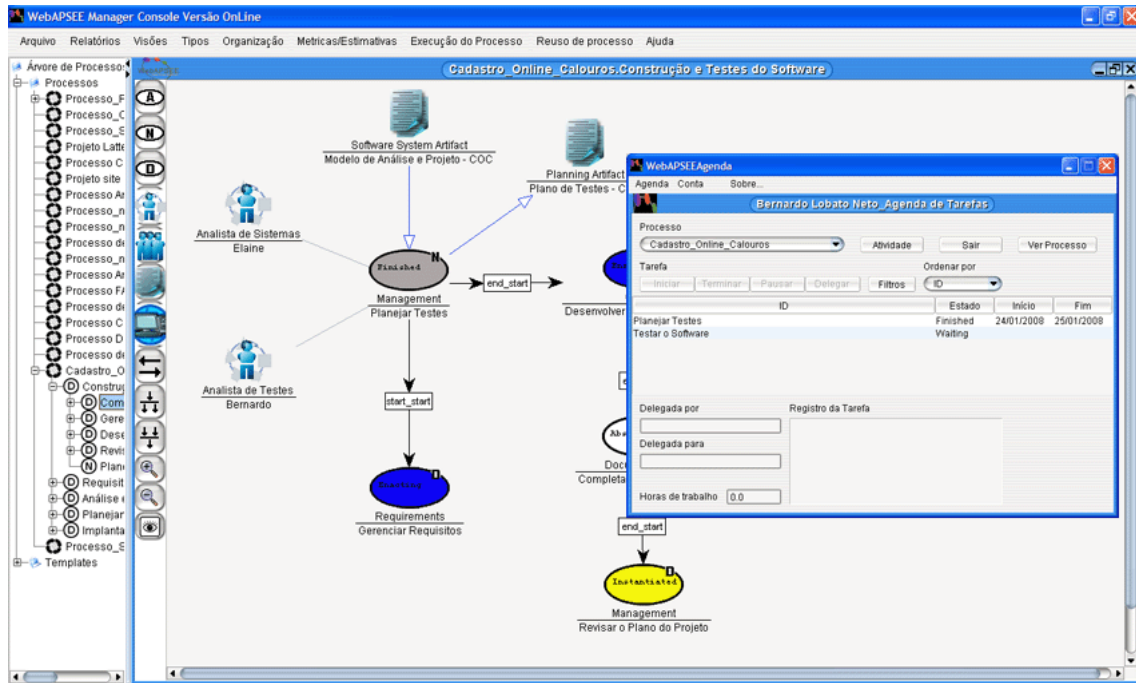 WebAPSEE Manager Console Versão OnLine
Arquivo Relatórios Visões Tipos Organização Metricas/Estimativas Execução do Processo Reuso de processo Ajuda
Árvore de Processo
Cadastro_Online_Calouros.Construção e Testes do Software
Processos
Processo_F
Processo_C
Processo_S
Projeto Latte
Processo C
Projeto site
Processo Ar
Processo_n
Processo_n
Processo de
Processo_n
Processo Ar
Processo FA
Processo de
Processo C
Processo D
Processo de
Cadastro_O
D Constru
D Com
D Gere
D Dese
D Revis
N Plan
D Requisit
D Análise e
D Planejar
D Implanta
Processo_S
Templates
A
N
D
Software System Artifact
Modelo de Análise e Projeto - COC
Planning Artifact
Plano de Testes - C
Analista de Sistemas
Elaine
Finished
N
Management
Planejar Testes
end_start
Desenvolver
Analista de Testes
Bernardo
start_start
D
Requirements
Gerenciar Requisitos
Abs
Doc
Completa
end_start
Instantiated
D
Management
Revisar o Plano do Projeto
WebAPSEEAgenda
Agenda Conta Sobre...
Bernardo Lobato Neto_Agenda de Tarefas
Processo
Cadastro_Online_Calouros Atividade Sair Ver Processo
Tarefa Ordenar por
Iniciar Terminar Pausar Delegar Filtros ID
ID Estado Início Fim
Planejar Testes Finished 24/01/2008 25/01/2008
Testar o Software Waiting
Delegada por Registro da Tarefa
Delegada para
Horas de trabalho 0.0